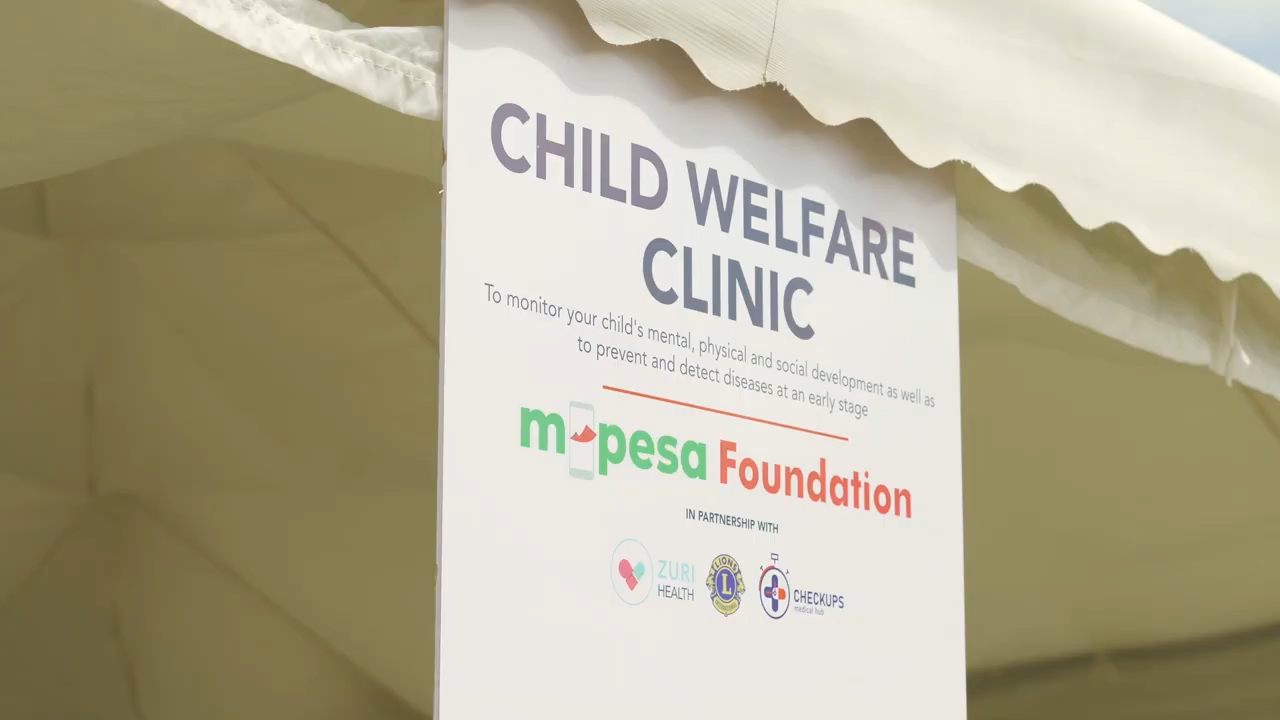 CHILD WELFARE
CLINIC
To monitor your child's mental, physical and social development as well as
to prevent and detect diseases at an early stage
m pesa Foundation
IN PARTNERSHIP WITH
ZURI
HEALTH
LIONS
L
INTERNATIONAL
CHECKUPS
medical hub